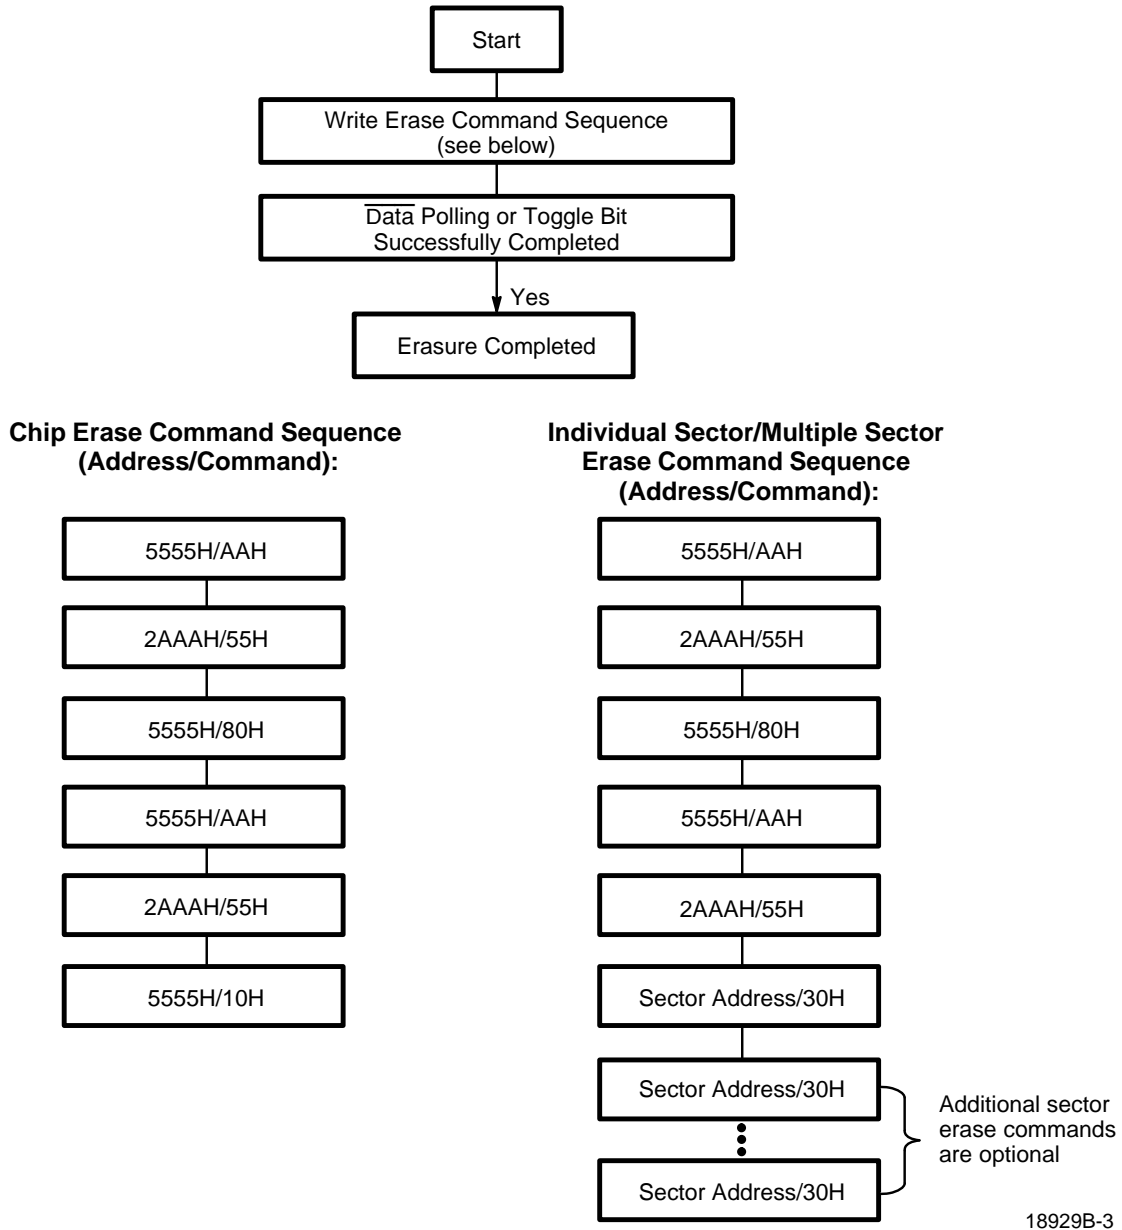 Start
Write Erase Command Sequence
(see below)
Data Polling or Toggle Bit
Successfully Completed
Yes
Erasure Completed
Chip Erase Command Sequence
(Address/Command):
5555H/AAH
2AAAH/55H
5555H/80H
5555H/AAH
2AAAH/55H
5555H/10H
Individual Sector/Multiple Sector
Erase Command Sequence
(Address/Command):
5555H/AAH
2AAAH/55H
5555H/80H
5555H/AAH
2AAAH/55H
Sector Address/30H
Sector Address/30H
Sector Address/30H
Additional sector
erase commands
are optional
18929B-3